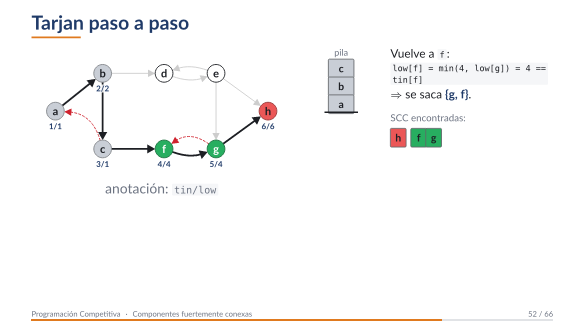 Tarjan paso a paso
b
d
e
2/2
a
h
1/1
6/6
c
f
g
3/1
4/4
5/4
anotación: tin/low
pila
c
b
a
Vuelve a f:
low[f] = min(4, low[g]) = 4 ==
tin[f]
⇒ se saca {g, f}.
SCC encontradas:
h f g
Programación Competitiva · Componentes fuertemente conexas
52 / 66